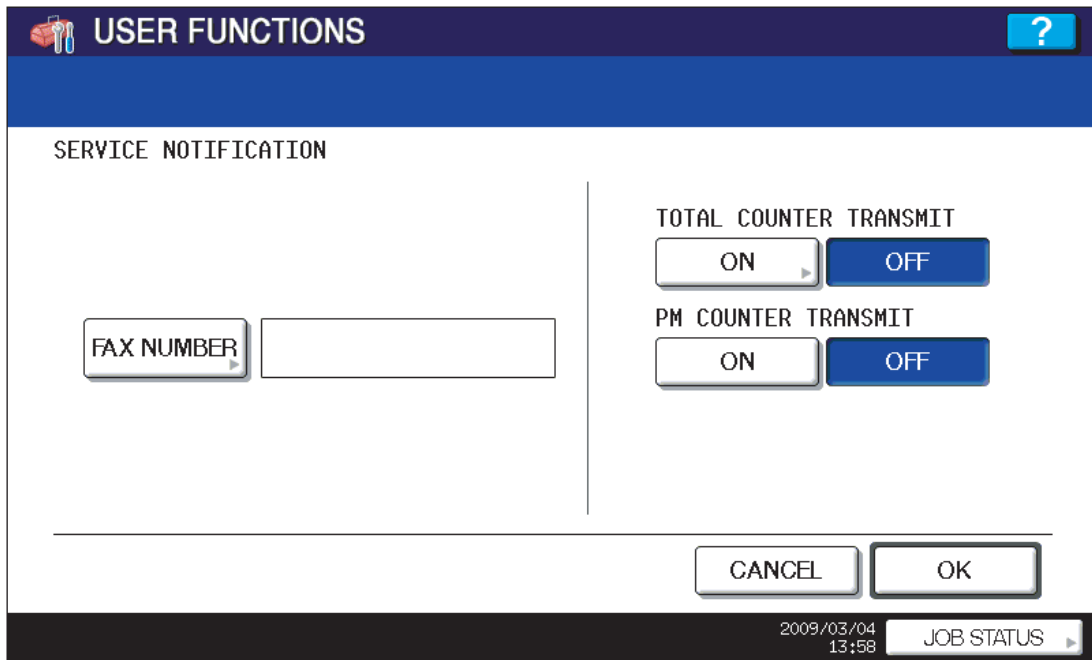 USER FUNCTIONS
?
SERVICE NOTIFICATION
TOTAL COUNTER TRANSMIT
ON OFF
PM COUNTER TRANSMIT
FAX NUMBER
ON OFF
CANCEL OK
2009/03/04
13:58
JOB STATUS